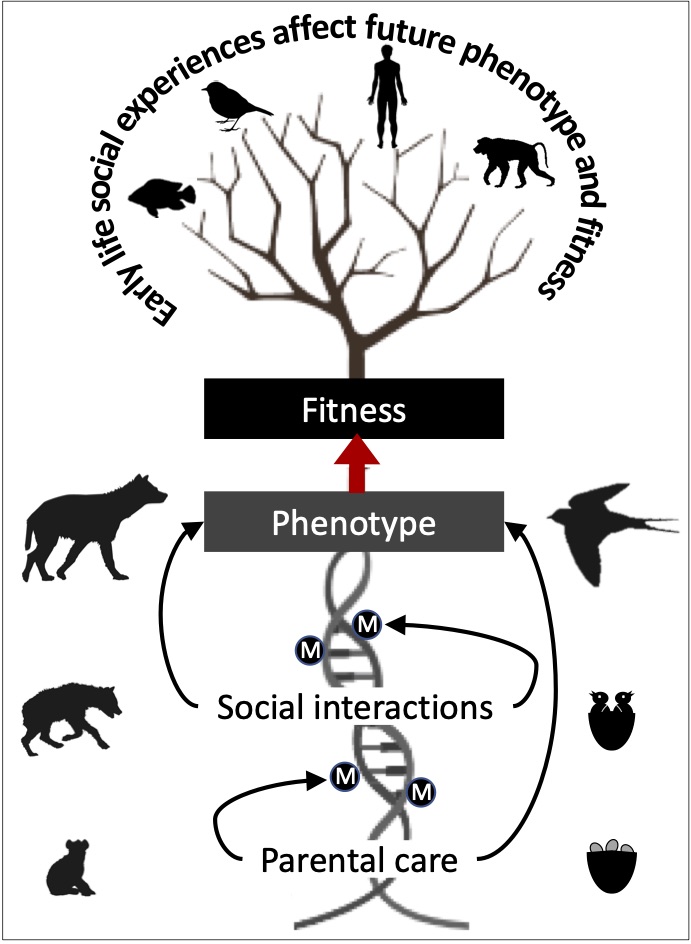 Early life social experiences affect future phenotype and fitness
Fitness
Phenotype
M
M
Social interactions
M
M
Parental care